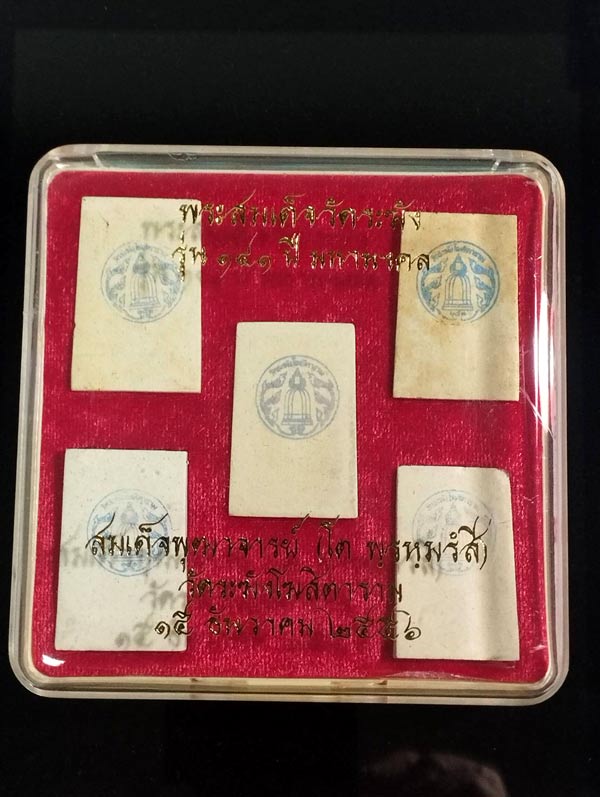 พระสมเด็จวัดระฆัง
รุ่น ๑๔๑ ปี มหามงคล
สมเด็จพุฒาจารย์ (โต พฺรหฺมรํสี)
วัดระฆังโฆสิตาราม
๑๕ ธันวาคม ๒๕๕๖